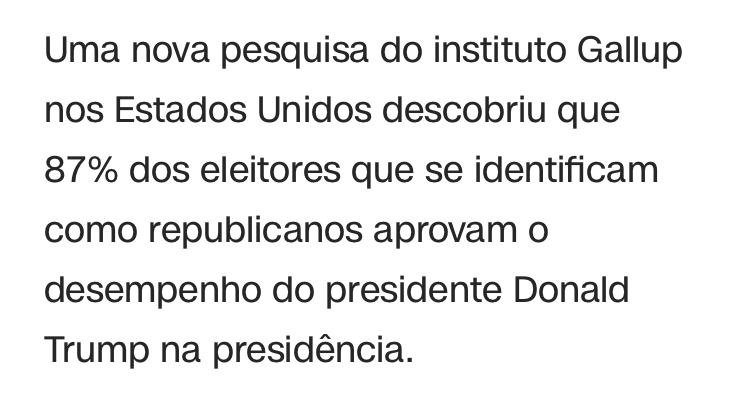 Uma nova pesquisa do instituto Gallup
nos Estados Unidos descobriu que
87% dos eleitores que se identificam
como republicanos aprovam o
desempenho do presidente Donald
Trump na presidência.